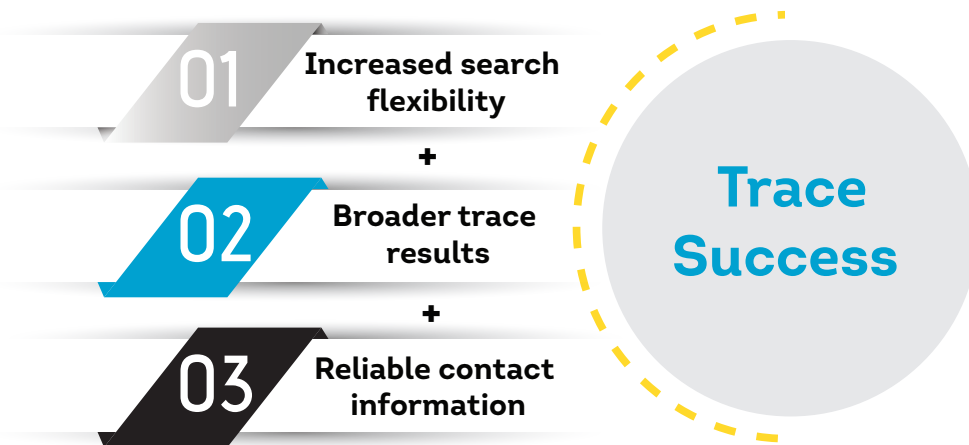 01
Increased search
flexibility
+
02
Broader trace
results
+
03
Reliable contact
information
Trace
Success